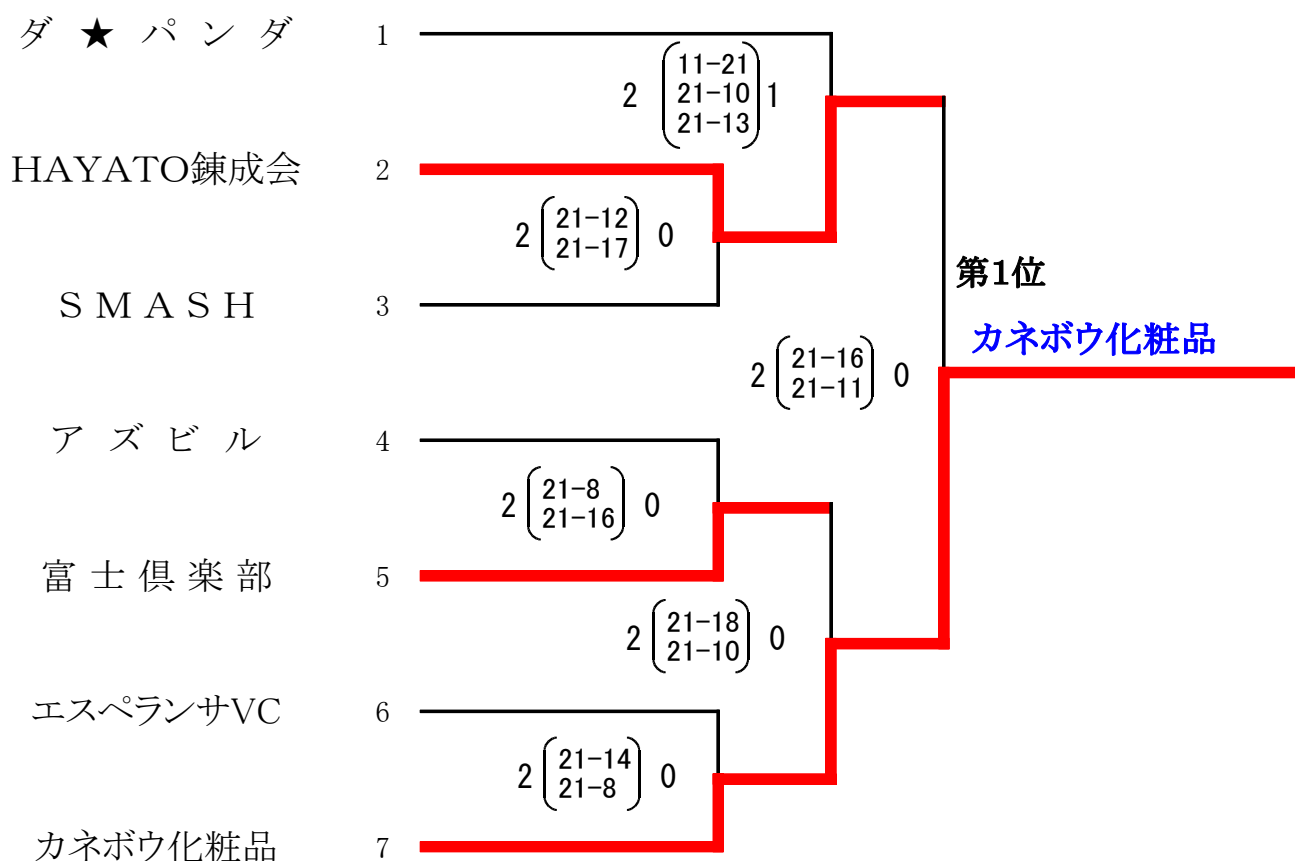 ダ ★ パ ン ダ 1
11-21
2 21-10 1
21-13
HAYATO錬成会 2
2 21-12 0
21-17
第1位
S M A S H 3
カネボウ化粧品
2 21-16 0
21-11
ア ズ ビ ル 4
2 21-8 0
21-16
富 士 倶 楽 部 5
2 21-18 0
21-10
エスペランサVC 6
2 21-14 0
21-8
カネボウ化粧品 7